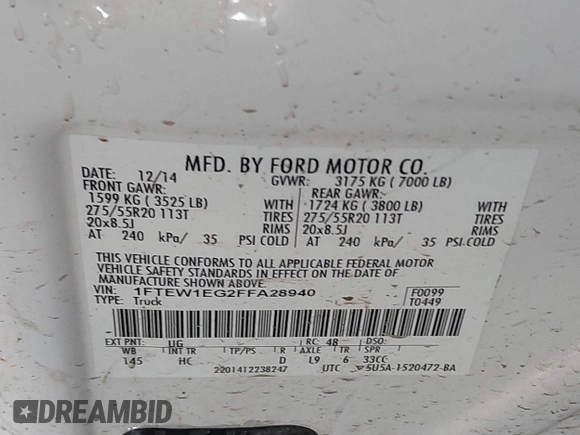 MFD. BY FORD MOTOR CO.
DATE: 12/14 GVWR: 3175 KG ( 7000 LB)
FRONT GAWR: REAR GAWR:
1599 KG ( 3525 LB) WITH 1724 KG ( 3800 LB) WITH
275/55R20 113T TIRES 275/55R20 113T TIRES
20x8.5J RIMS 20x8.5J RIMS
AT 240 kPa/ 35 PSI COLD AT 240 kPa/ 35 PSI COLD
THIS VEHICLE CONFORMS TO ALL APPLICABLE FEDERAL MOTOR
VEHICLE SAFETY STANDARDS IN EFFECT ON THE DATE OF
MANUFACTURE SHOWN ABOVE.
VIN: 1FTEW1EG2FFA28940 F0099
TYPE: Truck T0449
EXT PNT: UG RC: 48 DSO:
WB INT TR TP/PS R AXLE TR SPR
145 HC D L9 6 33CC
2201412238247 UTC 5U5A-1520472-BA
DREAMBID